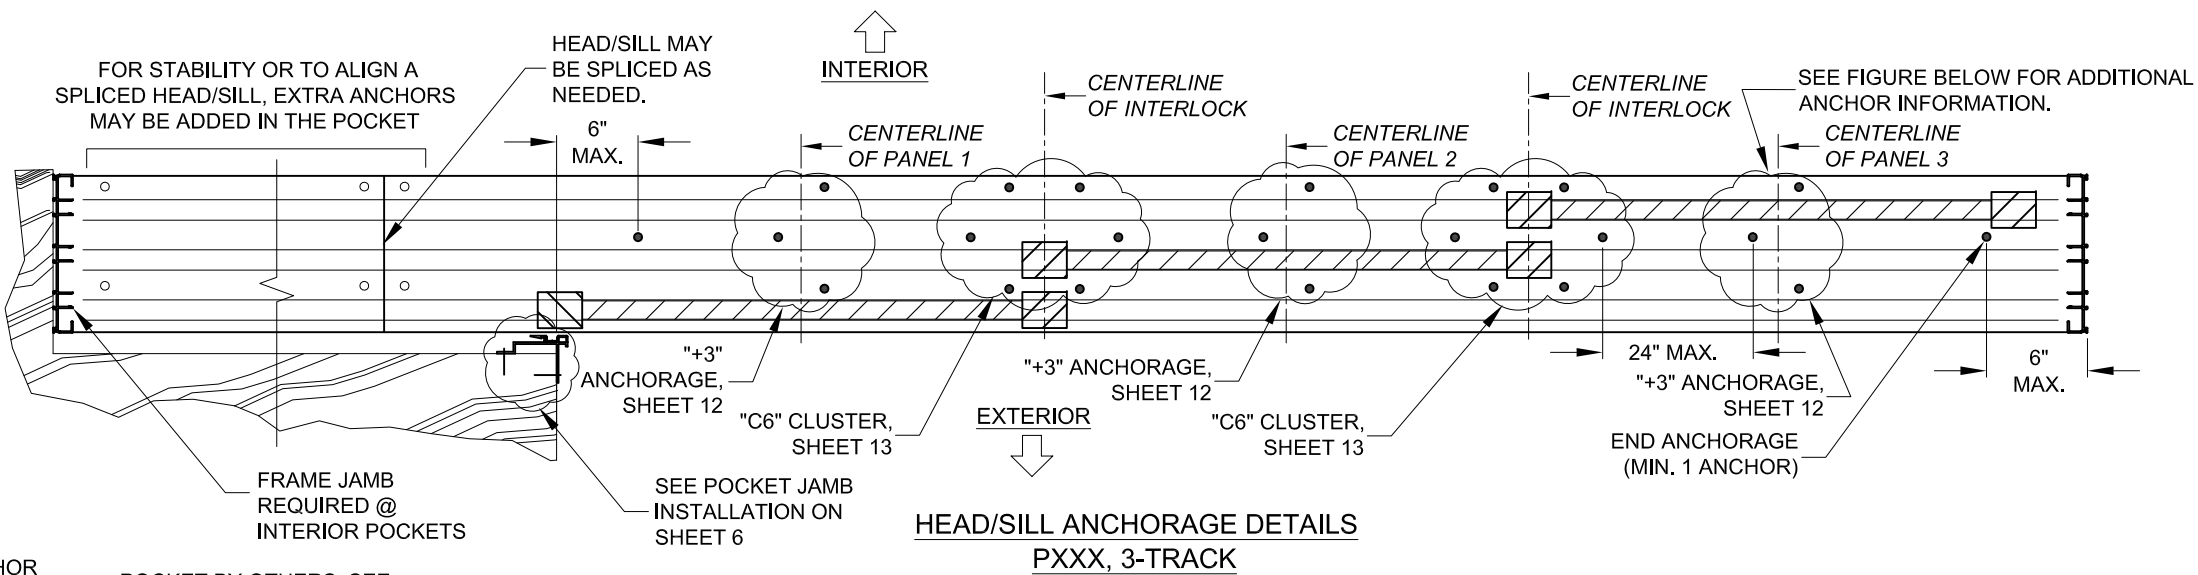 FOR STABILITY OR TO ALIGN A
SPLICED HEAD/SILL, EXTRA ANCHORS
MAY BE ADDED IN THE POCKET
HEAD/SILL MAY
BE SPLICED AS
NEEDED.
6"
MAX.
INTERIOR
CENTERLINE
OF PANEL 1
CENTERLINE
OF INTERLOCK
CENTERLINE
OF PANEL 2
CENTERLINE
OF INTERLOCK
SEE FIGURE BELOW FOR ADDITIONAL
ANCHOR INFORMATION.
CENTERLINE
OF PANEL 3
"+3"
ANCHORAGE,
SHEET 12
"C6" CLUSTER,
SHEET 13
"+3" ANCHORAGE,
SHEET 12
"C6" CLUSTER,
SHEET 13
24" MAX.
"+3" ANCHORAGE,
SHEET 12
6"
MAX.
END ANCHORAGE
(MIN. 1 ANCHOR)
EXTERIOR
FRAME JAMB
REQUIRED @
INTERIOR POCKETS
SEE POCKET JAMB
INSTALLATION ON
SHEET 6
HEAD/SILL ANCHORAGE DETAILS
PXXX, 3-TRACK
HOR
POCKET BY OTHERS, SEE